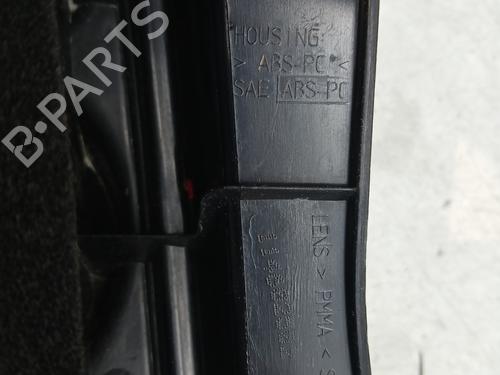 HOUSING:
> ABS-PC <
SAE ABS-PC
LENS > PMMA < S
B-PARTS